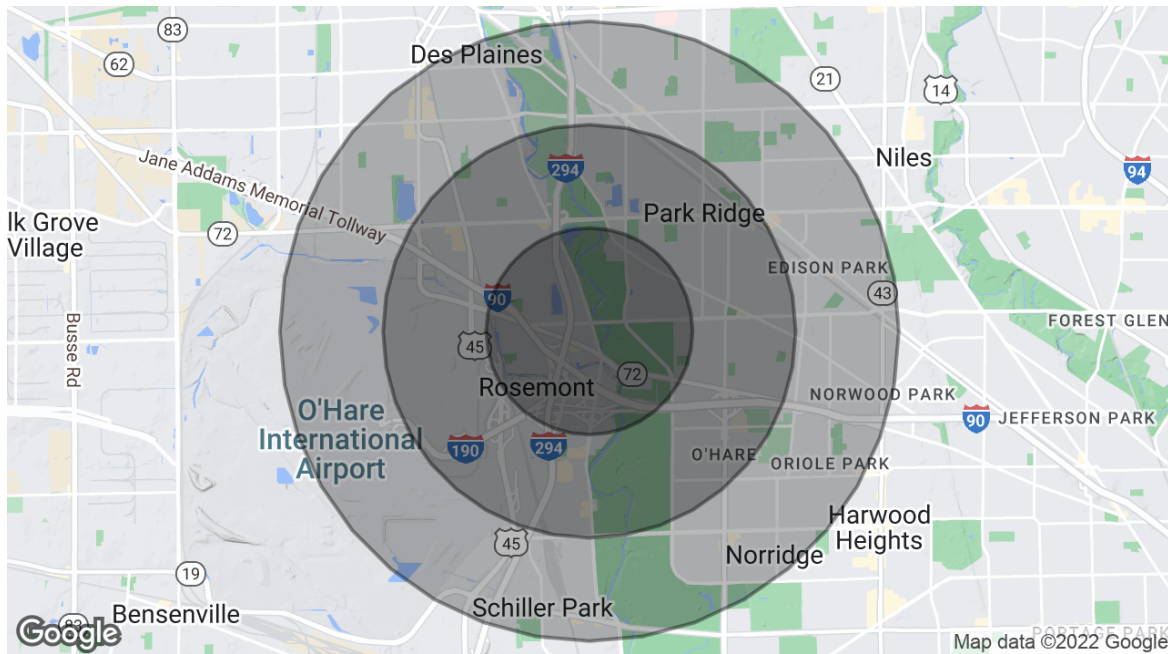 83
Des Plaines
62
21
14
Jane Addams Memorial Tollway
294
Niles
94
lk Grove
Village
72
Park Ridge
EDISON PARK
90
43
Busse Rd
45
FOREST GLEN
72
Rosemont
NORWOOD PARK
O'Hare
International
Airport
90
JEFFERSON PARK
190
294
O'HARE
ORIOLE PARK
Harwood
Heights
45
Norridge
19
Bensenville
Schiller Park
83
Google
PORTAGE PARK
Map data ©2022 Google